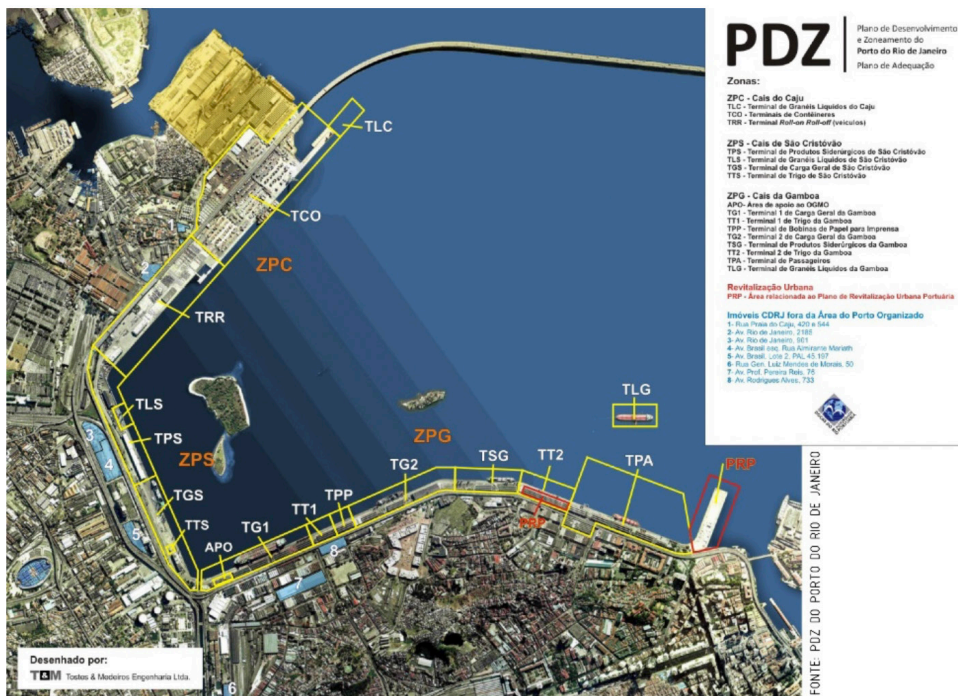 PDZ
Plano de Desenvolvimento
e Zoneamento do
Porto do Rio de Janeiro
Plano de Adequação
Zonas:
ZPC - Cais do Caju
TLC - Terminal de Granéis Líquidos do Caju
TCO - Terminais de Contêineres
TRR - Terminal Roll-on Roll-off (veículos)
ZPS - Cais de São Cristóvão
TPS - Terminal de Produtos Siderúrgicos de São Cristóvão
TLS - Terminal de Granéis Líquidos de São Cristóvão
TGS - Terminal de Carga Geral de São Cristóvão
TTS - Terminal de Trigo de São Cristóvão
ZPG - Cais da Gamboa
APO- Área de apoio ao OGMO
TG1 - Terminal 1 de Carga Geral da Gamboa
TT1 - Terminal 1 de Trigo da Gamboa
TPP - Terminal de Bobinas de Papel para Imprensa
TG2 - Terminal 2 de Carga Geral da Gamboa
TSG - Terminal de Produtos Siderúrgicos da Gamboa
TT2 - Terminal 2 de Trigo da Gamboa
TPA - Terminal de Passageiros
TLG - Terminal de Granéis Líquidos da Gamboa
Revitalização Urbana
PRP - Área relacionada ao Plano de Revitalização Urbana Portuária
Imóveis CDRJ fora da Área do Porto Organizado
1- Rua Praia do Caju, 420 e 544
2- Av. Rio de Janeiro, 2188
3- Av. Rio de Janeiro, 901
4- Av. Brasil esq. Rua Almirante Mariath
5- Av. Brasil, Lote 2, PAL 45.197
6- Rua Gen. Luiz Mendes de Morais, 50
7- Av. Prof. Pereira Reis, 76
8- Av. Rodrigues Alves, 733
TLC
TCO
1
ZPC
2
TRR
TLG
TLS
3
TPS
4
ZPS
ZPG
TGS
TTS
5
APO
TG1
TT1
TPP
TG2
TSG
TT2
TPA
PRP
PRP
8
7
6
Desenhado por:
T&M Tostes & Medeiros Engenharia Ltda.
FONTE: PDZ DO PORTO DO RIO DE JANEIRO